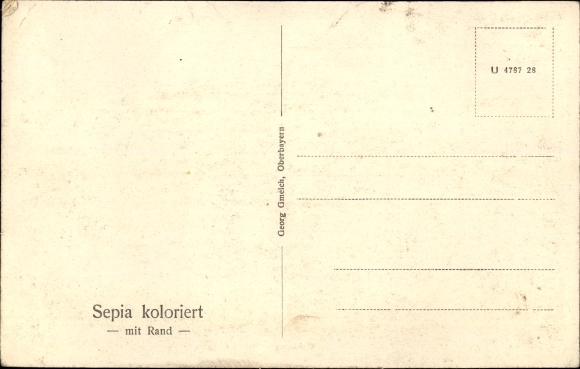 Sepia koloriert
— mit Rand —
Georg Gmelch, Oberbayern
U 4787 28